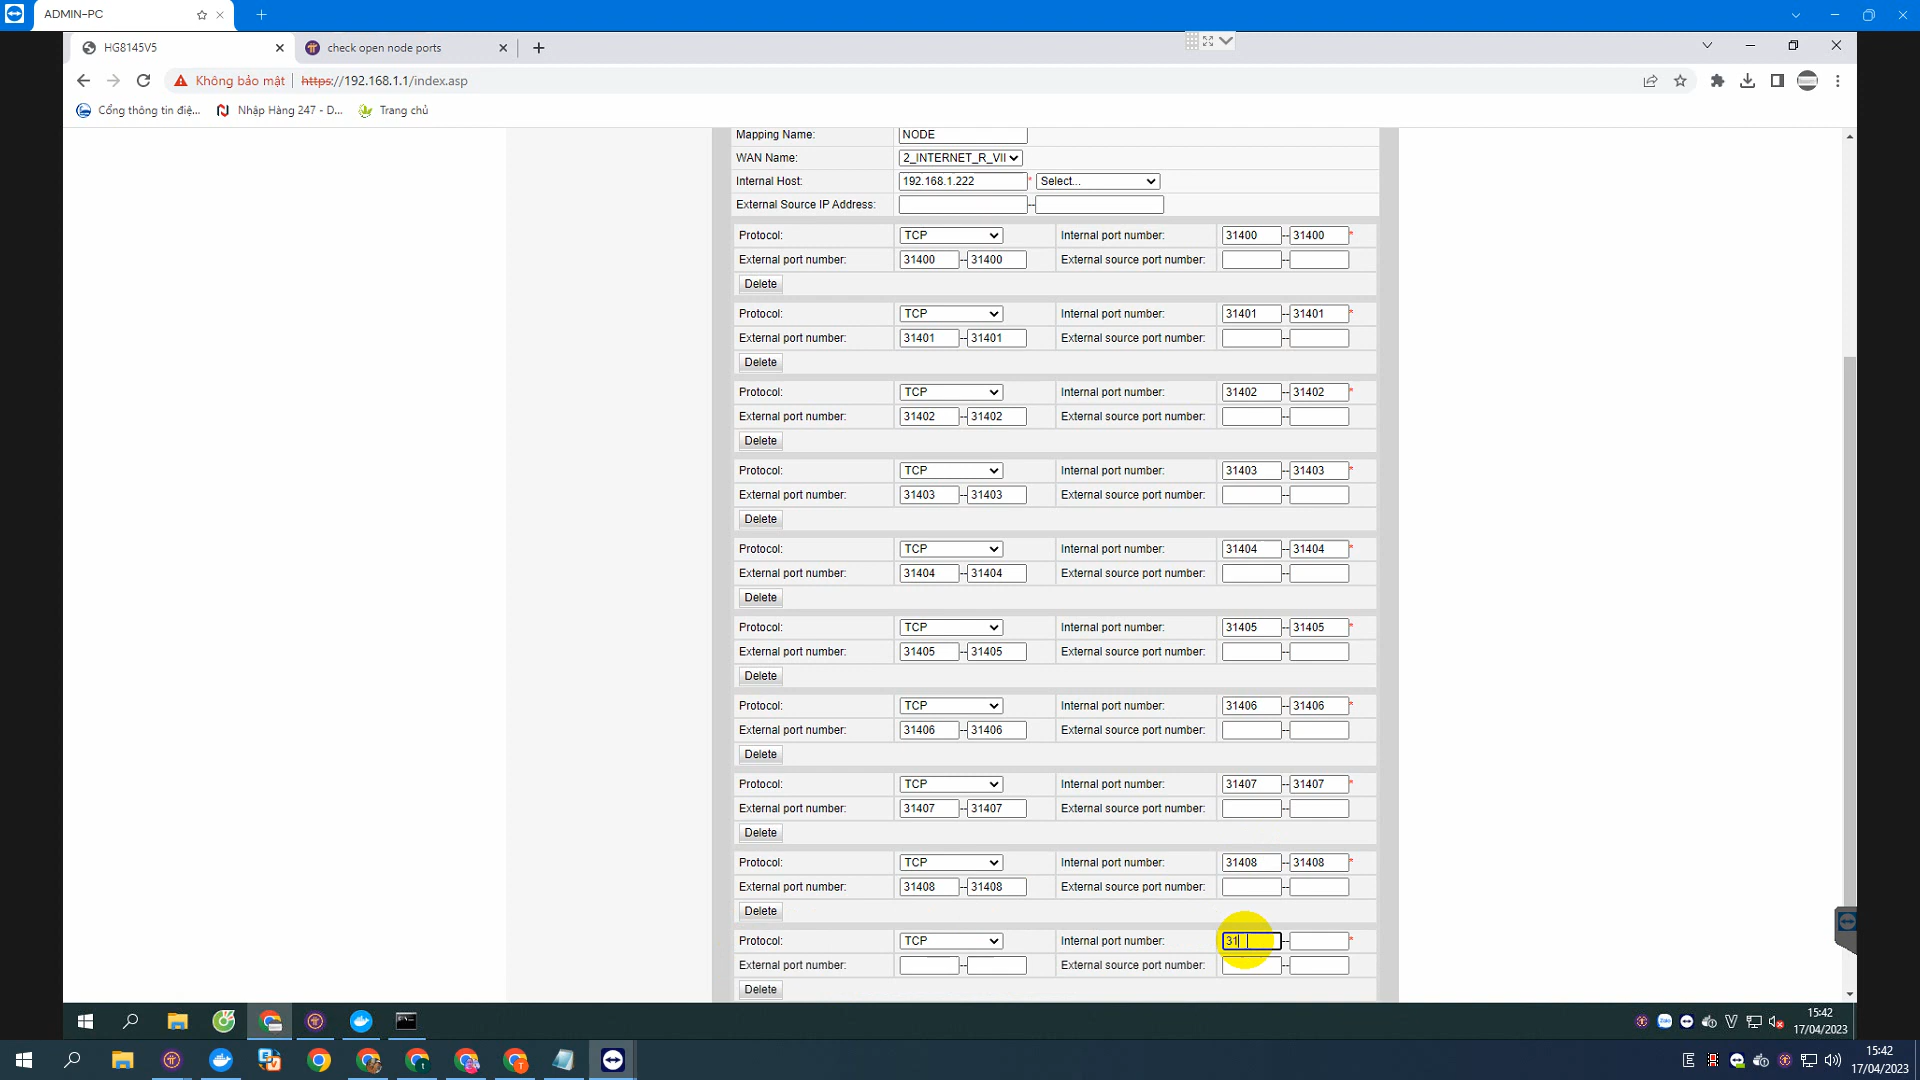 ADMIN-PC
HG8145V5
check open node ports
Không bảo mật https://192.168.1.1/index.asp
Cổng thông tin điệ...
Nhập Hàng 247 - D...
Trang chủ
Mapping Name: NODE
WAN Name: 2_INTERNET_R_VII
Internal Host: 192.168.1.222 * Select...
External Source IP Address: --
Protocol: TCP Internal port number: 31400 -- 31400 *
External port number: 31400 -- 31400 External source port number: --
Delete
Protocol: TCP Internal port number: 31401 -- 31401 *
External port number: 31401 -- 31401 External source port number: --
Delete
Protocol: TCP Internal port number: 31402 -- 31402 *
External port number: 31402 -- 31402 External source port number: --
Delete
Protocol: TCP Internal port number: 31403 -- 31403 *
External port number: 31403 -- 31403 External source port number: --
Delete
Protocol: TCP Internal port number: 31404 -- 31404 *
External port number: 31404 -- 31404 External source port number: --
Delete
Protocol: TCP Internal port number: 31405 -- 31405 *
External port number: 31405 -- 31405 External source port number: --
Delete
Protocol: TCP Internal port number: 31406 -- 31406 *
External port number: 31406 -- 31406 External source port number: --
Delete
Protocol: TCP Internal port number: 31407 -- 31407 *
External port number: 31407 -- 31407 External source port number: --
Delete
Protocol: TCP Internal port number: 31408 -- 31408 *
External port number: 31408 -- 31408 External source port number: --
Delete
Protocol: TCP Internal port number: 31 -- *
External port number: -- External source port number: --
Delete
15:42
17/04/2023
15:42
17/04/2023